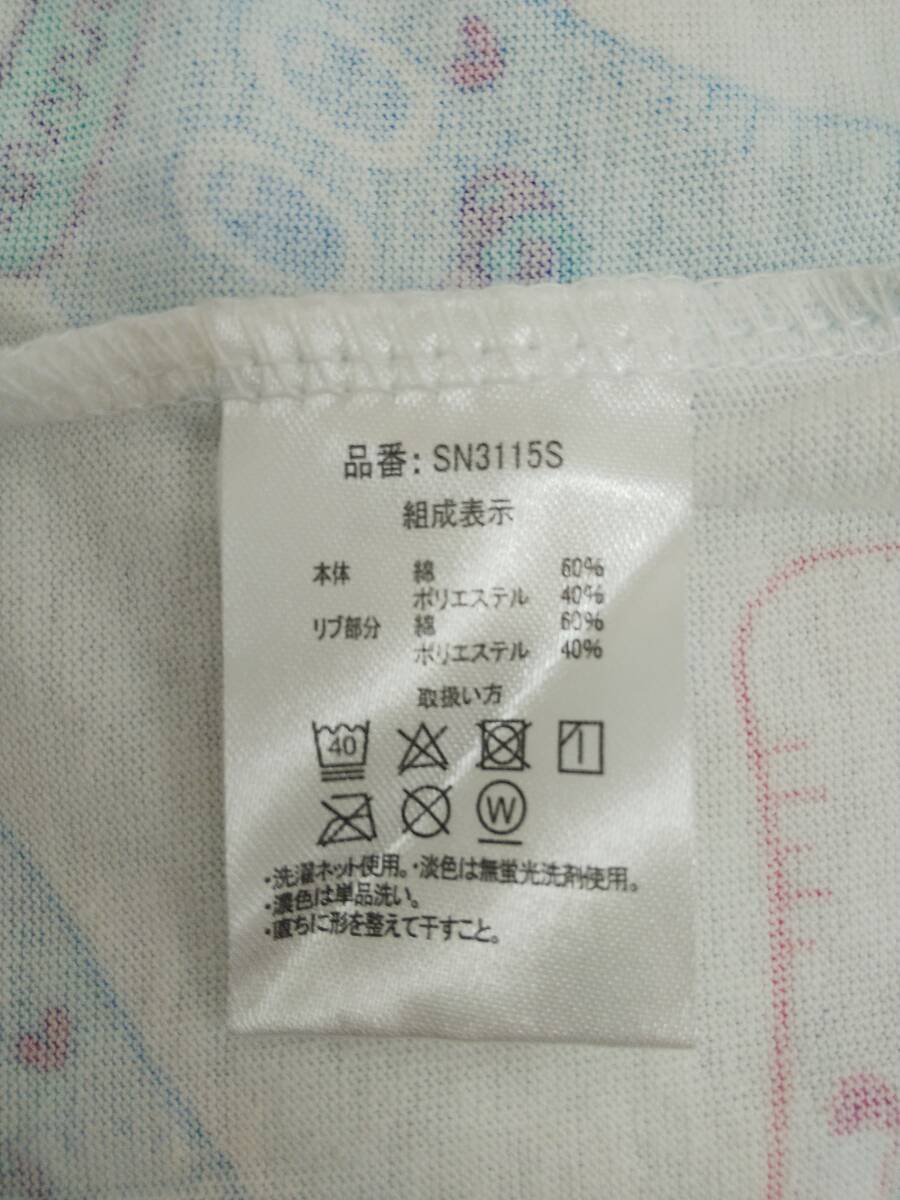 品番: SN3115S
組成表示
本体 綿 60%
ポリエステル 40%
リブ部分 綿 60%
ポリエステル 40%
取扱い方
40
W
・洗濯ネット使用。・淡色は無蛍光洗剤使用。
・濃色は単品洗い。
・直ちに形を整えて干すこと。